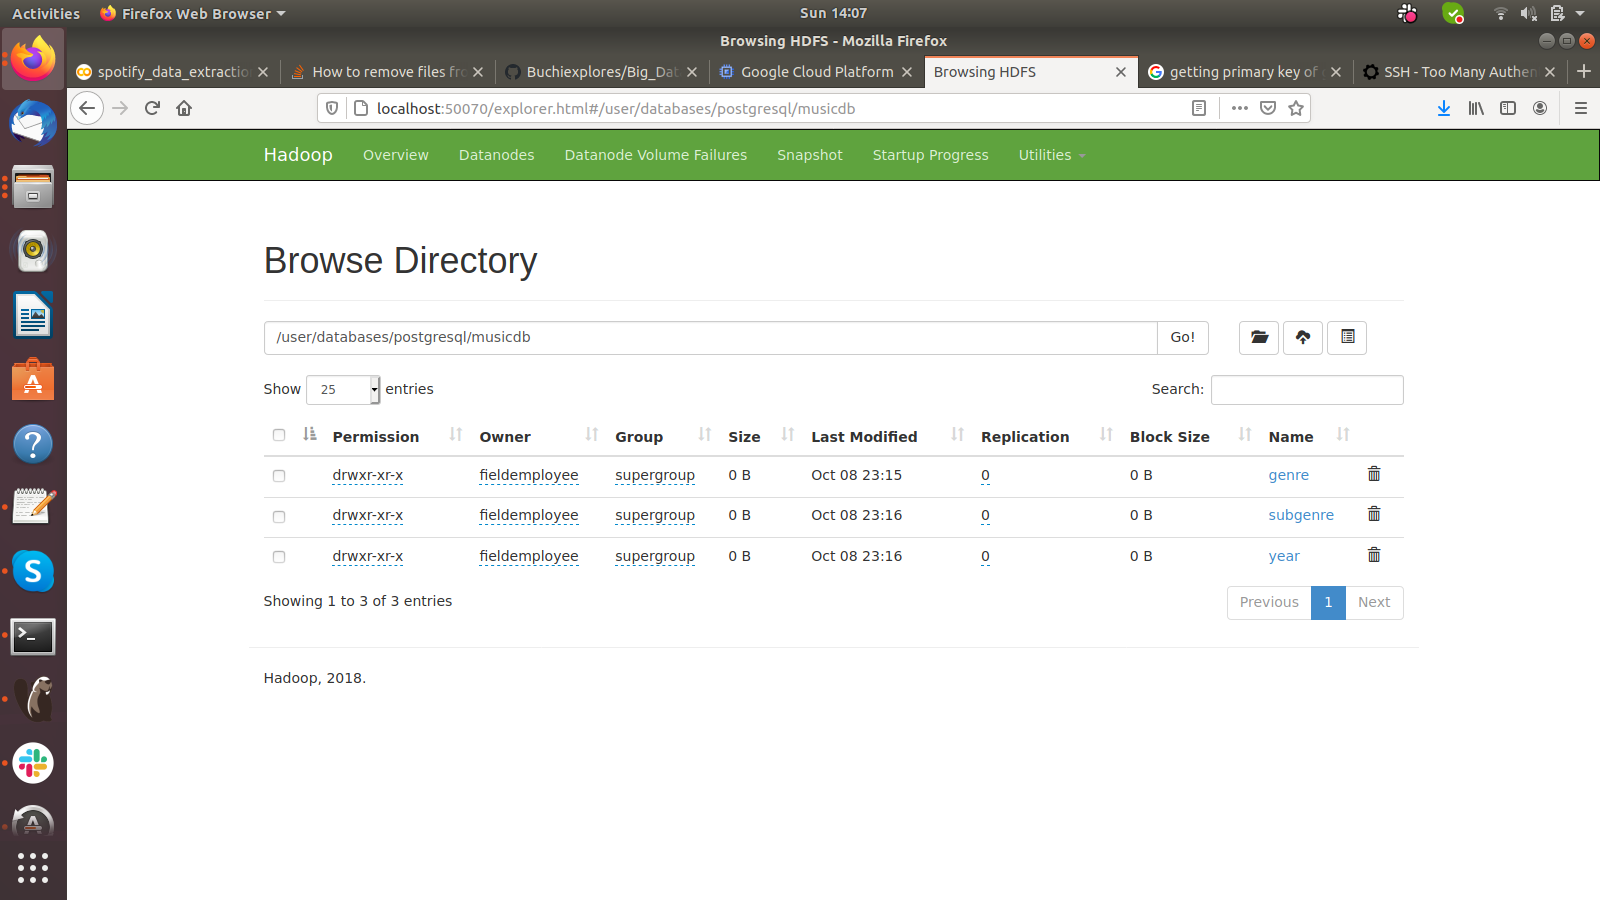 Activities Firefox Web Browser Sun 14:07
Browsing HDFS - Mozilla Firefox
spotify_data_extractio How to remove files fr Buchiexplores/Big_Dat Google Cloud Platform Browsing HDFS getting primary key of SSH - Too Many Authen
localhost:50070/explorer.html#/user/databases/postgresql/musicdb
Hadoop Overview Datanodes Datanode Volume Failures Snapshot Startup Progress Utilities
Browse Directory
/user/databases/postgresql/musicdb Go!
Show 25 entries Search:
Permission Owner Group Size Last Modified Replication Block Size Name
drwxr-xr-x fieldemployee supergroup 0 B Oct 08 23:15 0 0 B genre
drwxr-xr-x fieldemployee supergroup 0 B Oct 08 23:16 0 0 B subgenre
drwxr-xr-x fieldemployee supergroup 0 B Oct 08 23:16 0 0 B year
Showing 1 to 3 of 3 entries Previous 1 Next
Hadoop, 2018.